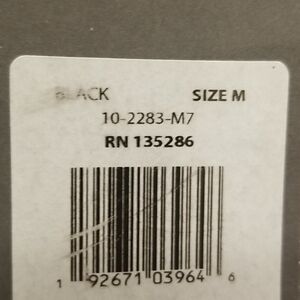 BLACK SIZE M
10-2283-M7
RN 135286
1 92671 03964 6